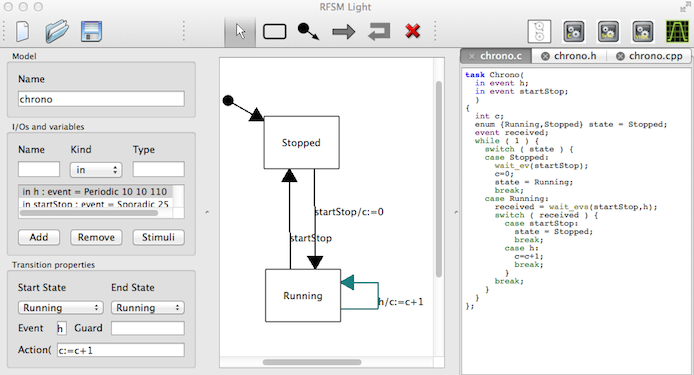 RFSM Light
Model
Name
chrono
I/Os and variables
Name Kind Type
in
in h : event = Periodic 10 10 110
in startStop : event = Sporadic 25
Add Remove Stimuli
Transition properties
Start State End State
Running Running
Event h Guard
Action( c:=c+1
Stopped
startStop/c:=0
startStop
Running
h/c:=c+1
chrono.c chrono.h chrono.cpp
task Chrono(
  in event h;
  in event startStop;
  )
{
  int c;
  enum {Running,Stopped} state = Stopped;
  event received;
  while ( 1 ) {
    switch ( state ) {
    case Stopped:
      wait_ev(startStop);
      c=0;
      state = Running;
      break;
    case Running:
      received = wait_evs(startStop,h);
      switch ( received ) {
        case startStop:
          state = Stopped;
          break;
        case h:
          c=c+1;
          break;
        }
      break;
    }
  }
};